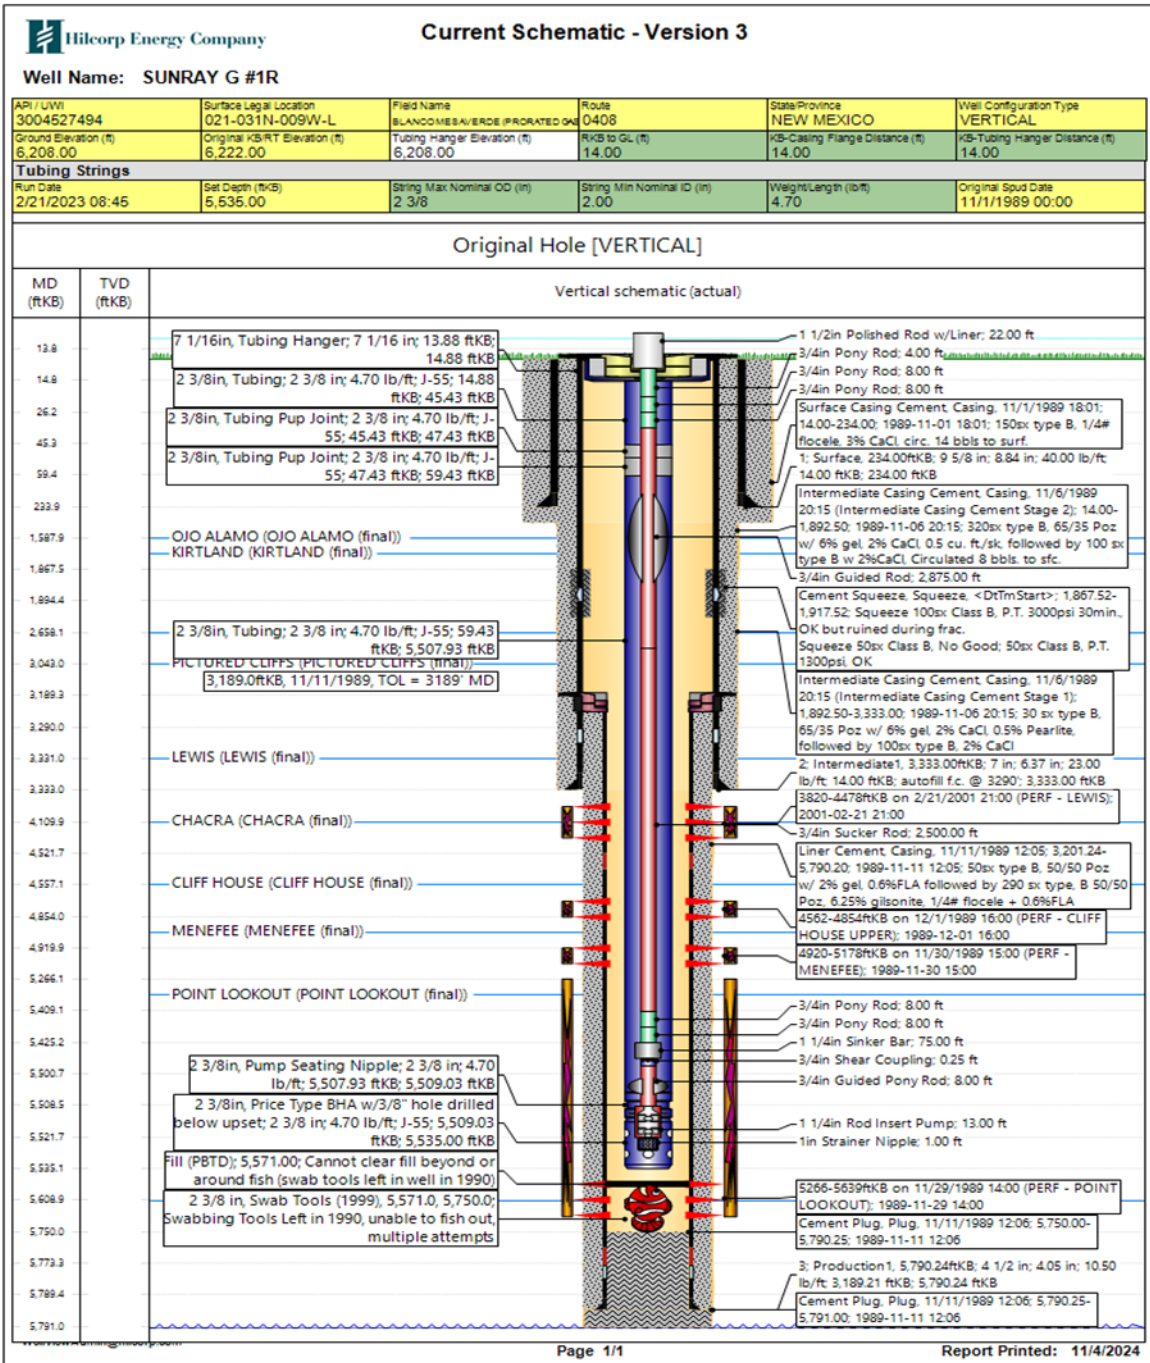 Hilcorp Energy Company
Current Schematic - Version 3
Well Name: SUNRAY G #1R
API / UWI
3004527494
Surface Legal Location
021-031N-009W-L
Field Name
BLANCO MESAVERDE (PRORATED GAS
Route
0408
State/Province
NEW MEXICO
Well Configuration Type
VERTICAL
Ground Elevation (ft)
6,208.00
Original KB/RT Elevation (ft)
6,222.00
Tubing Hanger Elevation (ft)
6,208.00
RKB to GL (ft)
14.00
KB-Casing Flange Distance (ft)
14.00
KB-Tubing Hanger Distance (ft)
14.00
Tubing Strings
Run Date
2/21/2023 08:45
Set Depth (ftKB)
5,535.00
String Max Nominal OD (in)
2 3/8
String Min Nominal ID (in)
2.00
Weight/Length (lb/ft)
4.70
Original Spud Date
11/1/1989 00:00
Original Hole [VERTICAL]
MD
(ftKB)
TVD
(ftKB)
Vertical schematic (actual)
13.8
14.8
26.2
45.3
59.4
233.9
1,587.9
1,867.5
1,894.4
2,658.1
3,043.0
3,189.3
3,290.0
3,331.0
3,333.0
4,109.9
4,521.7
4,557.1
4,854.0
4,919.9
5,266.1
5,409.1
5,425.2
5,500.7
5,508.5
5,521.7
5,535.1
5,608.9
5,750.0
5,773.3
5,789.4
5,791.0
7 1/16in, Tubing Hanger; 7 1/16 in; 13.88 ftKB;
14.88 ftKB
2 3/8in, Tubing; 2 3/8 in; 4.70 lb/ft; J-55; 14.88
ftKB; 45.43 ftKB
2 3/8in, Tubing Pup Joint; 2 3/8 in; 4.70 lb/ft; J-
55; 45.43 ftKB; 47.43 ftKB
2 3/8in, Tubing Pup Joint; 2 3/8 in; 4.70 lb/ft; J-
55; 47.43 ftKB; 59.43 ftKB
OJO ALAMO (OJO ALAMO (final))
KIRTLAND (KIRTLAND (final))
2 3/8in, Tubing; 2 3/8 in; 4.70 lb/ft; J-55; 59.43
ftKB; 5,507.93 ftKB
PICTURED CLIFFS (PICTURED CLIFFS (final))
3,189.0ftKB, 11/11/1989, TOL = 3189' MD
LEWIS (LEWIS (final))
CHACRA (CHACRA (final))
CLIFF HOUSE (CLIFF HOUSE (final))
MENEFEE (MENEFEE (final))
POINT LOOKOUT (POINT LOOKOUT (final))
2 3/8in, Pump Seating Nipple; 2 3/8 in; 4.70
lb/ft; 5,507.93 ftKB; 5,509.03 ftKB
2 3/8in, Price Type BHA w/3/8" hole drilled
below upset; 2 3/8 in; 4.70 lb/ft; J-55; 5,509.03
ftKB; 5,535.00 ftKB
Fill (PBTD); 5,571.00; Cannot clear fill beyond or
around fish (swab tools left in well in 1990)
2 3/8 in, Swab Tools (1999), 5,571.0, 5,750.0;
Swabbing Tools Left in 1990, unable to fish out,
multiple attempts
1 1/2in Polished Rod w/Liner; 22.00 ft
3/4in Pony Rod; 4.00 ft
3/4in Pony Rod; 8.00 ft
3/4in Pony Rod; 8.00 ft
Surface Casing Cement, Casing, 11/1/1989 18:01;
14.00-234.00; 1989-11-01 18:01; 150sx type B, 1/4#
flocele, 3% CaCl, circ. 14 bbls to surf.
1; Surface, 234.00ftKB; 9 5/8 in; 8.84 in; 40.00 lb/ft;
14.00 ftKB; 234.00 ftKB
Intermediate Casing Cement, Casing, 11/6/1989
20:15 (Intermediate Casing Cement Stage 2); 14.00-
1,892.50; 1989-11-06 20:15; 320sx type B, 65/35 Poz
w/ 6% gel, 2% CaCl, 0.5 cu. ft./sk, followed by 100 sx
type B w 2%CaCl, Circulated 8 bbls. to sfc.
3/4in Guided Rod; 2,875.00 ft
Cement Squeeze, Squeeze, <DtTmStart>; 1,867.52-
1,917.52; Squeeze 100sx Class B, P.T. 3000psi 30min.,
OK but ruined during frac.
Squeeze 50sx Class B, No Good; 50sx Class B, P.T.
1300psi, OK
Intermediate Casing Cement, Casing, 11/6/1989
20:15 (Intermediate Casing Cement Stage 1);
1,892.50-3,333.00; 1989-11-06 20:15; 30 sx type B,
65/35 Poz w/ 6% gel, 2% CaCl, 0.5% Pearlite,
followed by 100sx type B, 2% CaCl
2; Intermediate1, 3,333.00ftKB; 7 in; 6.37 in; 23.00
lb/ft; 14.00 ftKB; autofill f.c. @ 3290'; 3,333.00 ftKB
3820-4478ftKB on 2/21/2001 21:00 (PERF - LEWIS);
2001-02-21 21:00
3/4in Sucker Rod; 2,500.00 ft
Liner Cement, Casing, 11/11/1989 12:05; 3,201.24-
5,790.20; 1989-11-11 12:05; 50sx type B, 50/50 Poz
w/ 2% gel, 0.6%FLA followed by 290 sx type, B 50/50
Poz, 6.25% gilsonite, 1/4# flocele + 0.6%FLA
4562-4854ftKB on 12/1/1989 16:00 (PERF - CLIFF
HOUSE UPPER); 1989-12-01 16:00
4920-5178ftKB on 11/30/1989 15:00 (PERF -
MENEFEE); 1989-11-30 15:00
3/4in Pony Rod; 8.00 ft
3/4in Pony Rod; 8.00 ft
1 1/4in Sinker Bar; 75.00 ft
3/4in Shear Coupling; 0.25 ft
3/4in Guided Pony Rod; 8.00 ft
1 1/4in Rod Insert Pump; 13.00 ft
1in Strainer Nipple; 1.00 ft
5266-5639ftKB on 11/29/1989 14:00 (PERF - POINT
LOOKOUT); 1989-11-29 14:00
Cement Plug, Plug, 11/11/1989 12:06; 5,750.00-
5,790.25; 1989-11-11 12:06
3; Production1, 5,790.24ftKB; 4 1/2 in; 4.05 in; 10.50
lb/ft; 3,189.21 ftKB; 5,790.24 ftKB
Cement Plug, Plug, 11/11/1989 12:06; 5,790.25-
5,791.00; 1989-11-11 12:06
Page 1/1
Report Printed: 11/4/2024